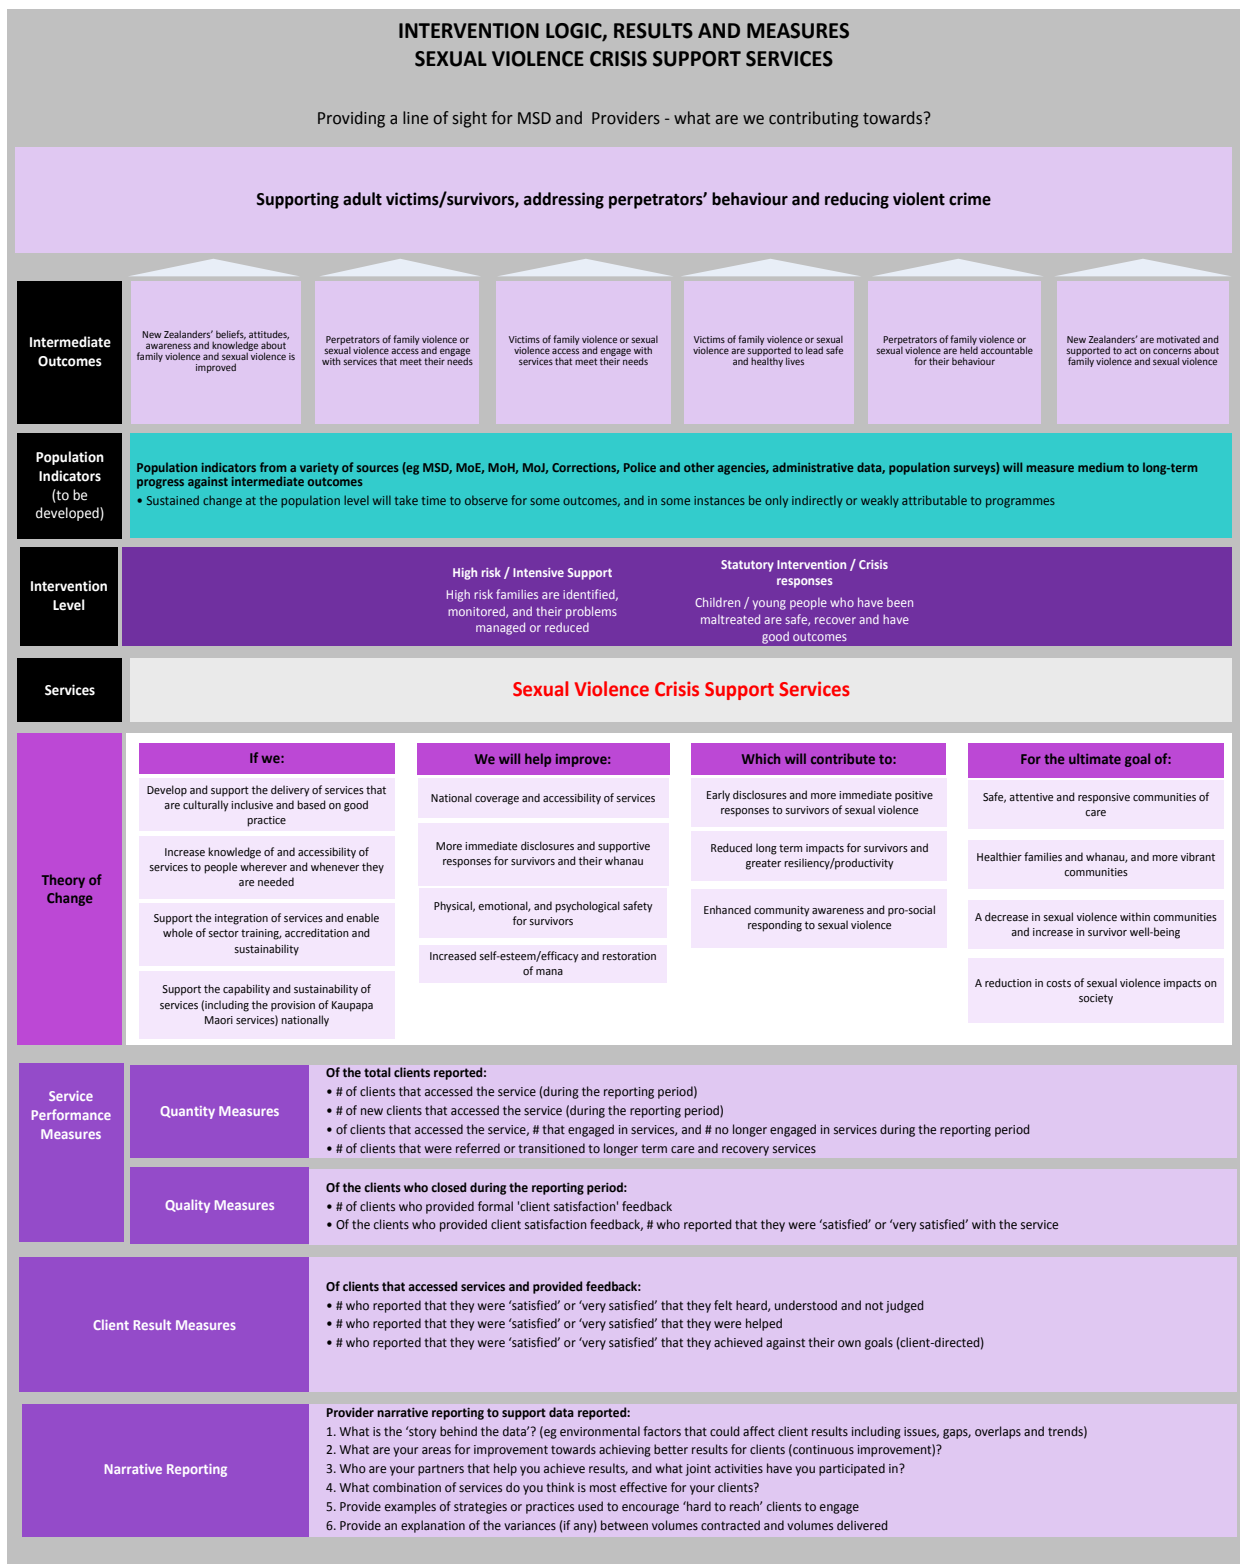 INTERVENTION LOGIC, RESULTS AND MEASURES
SEXUAL VIOLENCE CRISIS SUPPORT SERVICES
Providing a line of sight for MSD and Providers - what are we contributing towards?
Supporting adult victims/survivors, addressing perpetrators’ behaviour and reducing violent crime
Intermediate
Outcomes
New Zealanders’ beliefs, attitudes,
awareness and knowledge about
family violence and sexual violence is
improved
Perpetrators of family violence or
sexual violence access and engage
with services that meet their needs
Victims of family violence or sexual
violence access and engage with
services that meet their needs
Victims of family violence or sexual
violence are supported to lead safe
and healthy lives
Perpetrators of family violence or
sexual violence are held accountable
for their behaviour
New Zealanders’ are motivated and
supported to act on concerns about
family violence and sexual violence
Population
Indicators
(to be
developed)
Population indicators from a variety of sources (eg MSD, MoE, MoH, MoJ, Corrections, Police and other agencies, administrative data, population surveys) will measure medium to long-term
progress against intermediate outcomes
• Sustained change at the population level will take time to observe for some outcomes, and in some instances be only indirectly or weakly attributable to programmes
Intervention
Level
High risk / Intensive Support
High risk families are identified,
monitored, and their problems
managed or reduced
Statutory Intervention / Crisis
responses
Children / young people who have been
maltreated are safe, recover and have
good outcomes
Services
Sexual Violence Crisis Support Services
Theory of
Change
If we:
Develop and support the delivery of services that
are culturally inclusive and based on good
practice
Increase knowledge of and accessibility of
services to people wherever and whenever they
are needed
Support the integration of services and enable
whole of sector training, accreditation and
sustainability
Support the capability and sustainability of
services (including the provision of Kaupapa
Maori services) nationally
We will help improve:
National coverage and accessibility of services
More immediate disclosures and supportive
responses for survivors and their whanau
Physical, emotional, and psychological safety
for survivors
Increased self-esteem/efficacy and restoration
of mana
Which will contribute to:
Early disclosures and more immediate positive
responses to survivors of sexual violence
Reduced long term impacts for survivors and
greater resiliency/productivity
Enhanced community awareness and pro-social
responding to sexual violence
For the ultimate goal of:
Safe, attentive and responsive communities of
care
Healthier families and whanau, and more vibrant
communities
A decrease in sexual violence within communities
and increase in survivor well-being
A reduction in costs of sexual violence impacts on
society
Service
Performance
Measures
Quantity Measures
Of the total clients reported:
• # of clients that accessed the service (during the reporting period)
• # of new clients that accessed the service (during the reporting period)
• of clients that accessed the service, # that engaged in services, and # no longer engaged in services during the reporting period
• # of clients that were referred or transitioned to longer term care and recovery services
Quality Measures
Of the clients who closed during the reporting period:
• # of clients who provided formal 'client satisfaction' feedback
• Of the clients who provided client satisfaction feedback, # who reported that they were ‘satisfied’ or ‘very satisfied’ with the service
Client Result Measures
Of clients that accessed services and provided feedback:
• # who reported that they were ‘satisfied’ or ‘very satisfied’ that they felt heard, understood and not judged
• # who reported that they were ‘satisfied’ or ‘very satisfied’ that they were helped
• # who reported that they were ‘satisfied’ or ‘very satisfied’ that they achieved against their own goals (client-directed)
Narrative Reporting
Provider narrative reporting to support data reported:
1. What is the ‘story behind the data’? (eg environmental factors that could affect client results including issues, gaps, overlaps and trends)
2. What are your areas for improvement towards achieving better results for clients (continuous improvement)?
3. Who are your partners that help you achieve results, and what joint activities have you participated in?
4. What combination of services do you think is most effective for your clients?
5. Provide examples of strategies or practices used to encourage ‘hard to reach’ clients to engage
6. Provide an explanation of the variances (if any) between volumes contracted and volumes delivered